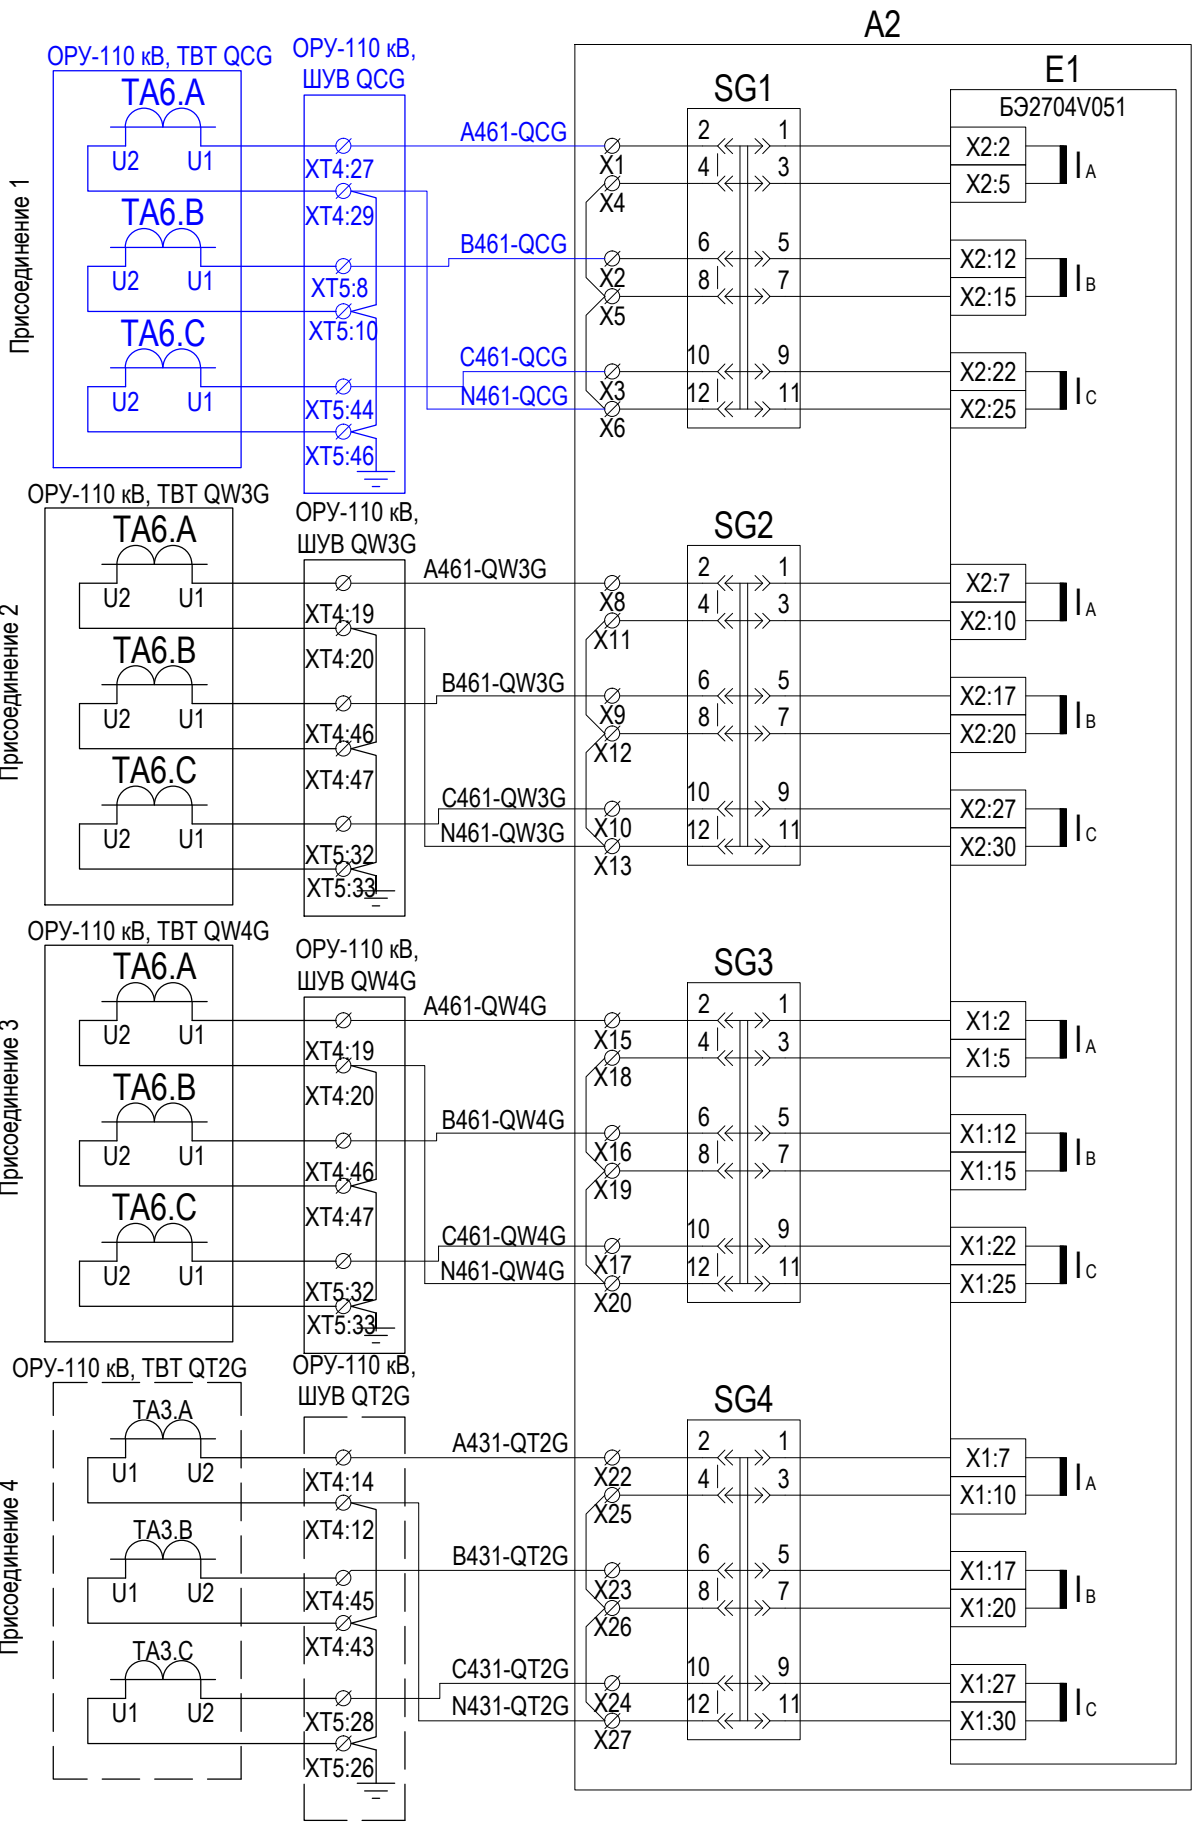 A2
ОРУ-110 кВ, ТВТ QCG
ОРУ-110 кВ,
ШУВ QCG
E1
БЭ2704V051
SG1
Присоединение 1
TA6.A
U2 U1
XT4:27
XT4:29
A461-QCG
X1
X4
2 1
4 3
X2:2
X2:5
I A
TA6.B
U2 U1
XT5:8
XT5:10
B461-QCG
X2
X5
6 5
8 7
X2:12
X2:15
I B
TA6.C
U2 U1
XT5:44
XT5:46
C461-QCG
N461-QCG
X3
X6
10 9
12 11
X2:22
X2:25
I C
ОРУ-110 кВ, ТВТ QW3G
ОРУ-110 кВ,
ШУВ QW3G
SG2
Присоединение 2
TA6.A
U2 U1
XT4:19
XT4:20
A461-QW3G
X8
X11
2 1
4 3
X2:7
X2:10
I A
TA6.B
U2 U1
XT4:46
XT4:47
B461-QW3G
X9
X12
6 5
8 7
X2:17
X2:20
I B
TA6.C
U2 U1
XT5:32
XT5:33
C461-QW3G
N461-QW3G
X10
X13
10 9
12 11
X2:27
X2:30
I C
ОРУ-110 кВ, ТВТ QW4G
ОРУ-110 кВ,
ШУВ QW4G
SG3
Присоединение 3
TA6.A
U2 U1
XT4:19
XT4:20
A461-QW4G
X15
X18
2 1
4 3
X1:2
X1:5
I A
TA6.B
U2 U1
XT4:46
XT4:47
B461-QW4G
X16
X19
6 5
8 7
X1:12
X1:15
I B
TA6.C
U2 U1
XT5:32
XT5:33
C461-QW4G
N461-QW4G
X17
X20
10 9
12 11
X1:22
X1:25
I C
ОРУ-110 кВ, ТВТ QT2G
ОРУ-110 кВ,
ШУВ QT2G
SG4
Присоединение 4
TA3.A
U1 U2
XT4:14
XT4:12
A431-QT2G
X22
X25
2 1
4 3
X1:7
X1:10
I A
TA3.B
U1 U2
XT4:45
XT4:43
B431-QT2G
X23
X26
6 5
8 7
X1:17
X1:20
I B
TA3.C
U1 U2
XT5:28
XT5:26
C431-QT2G
N431-QT2G
X24
X27
10 9
12 11
X1:27
X1:30
I C